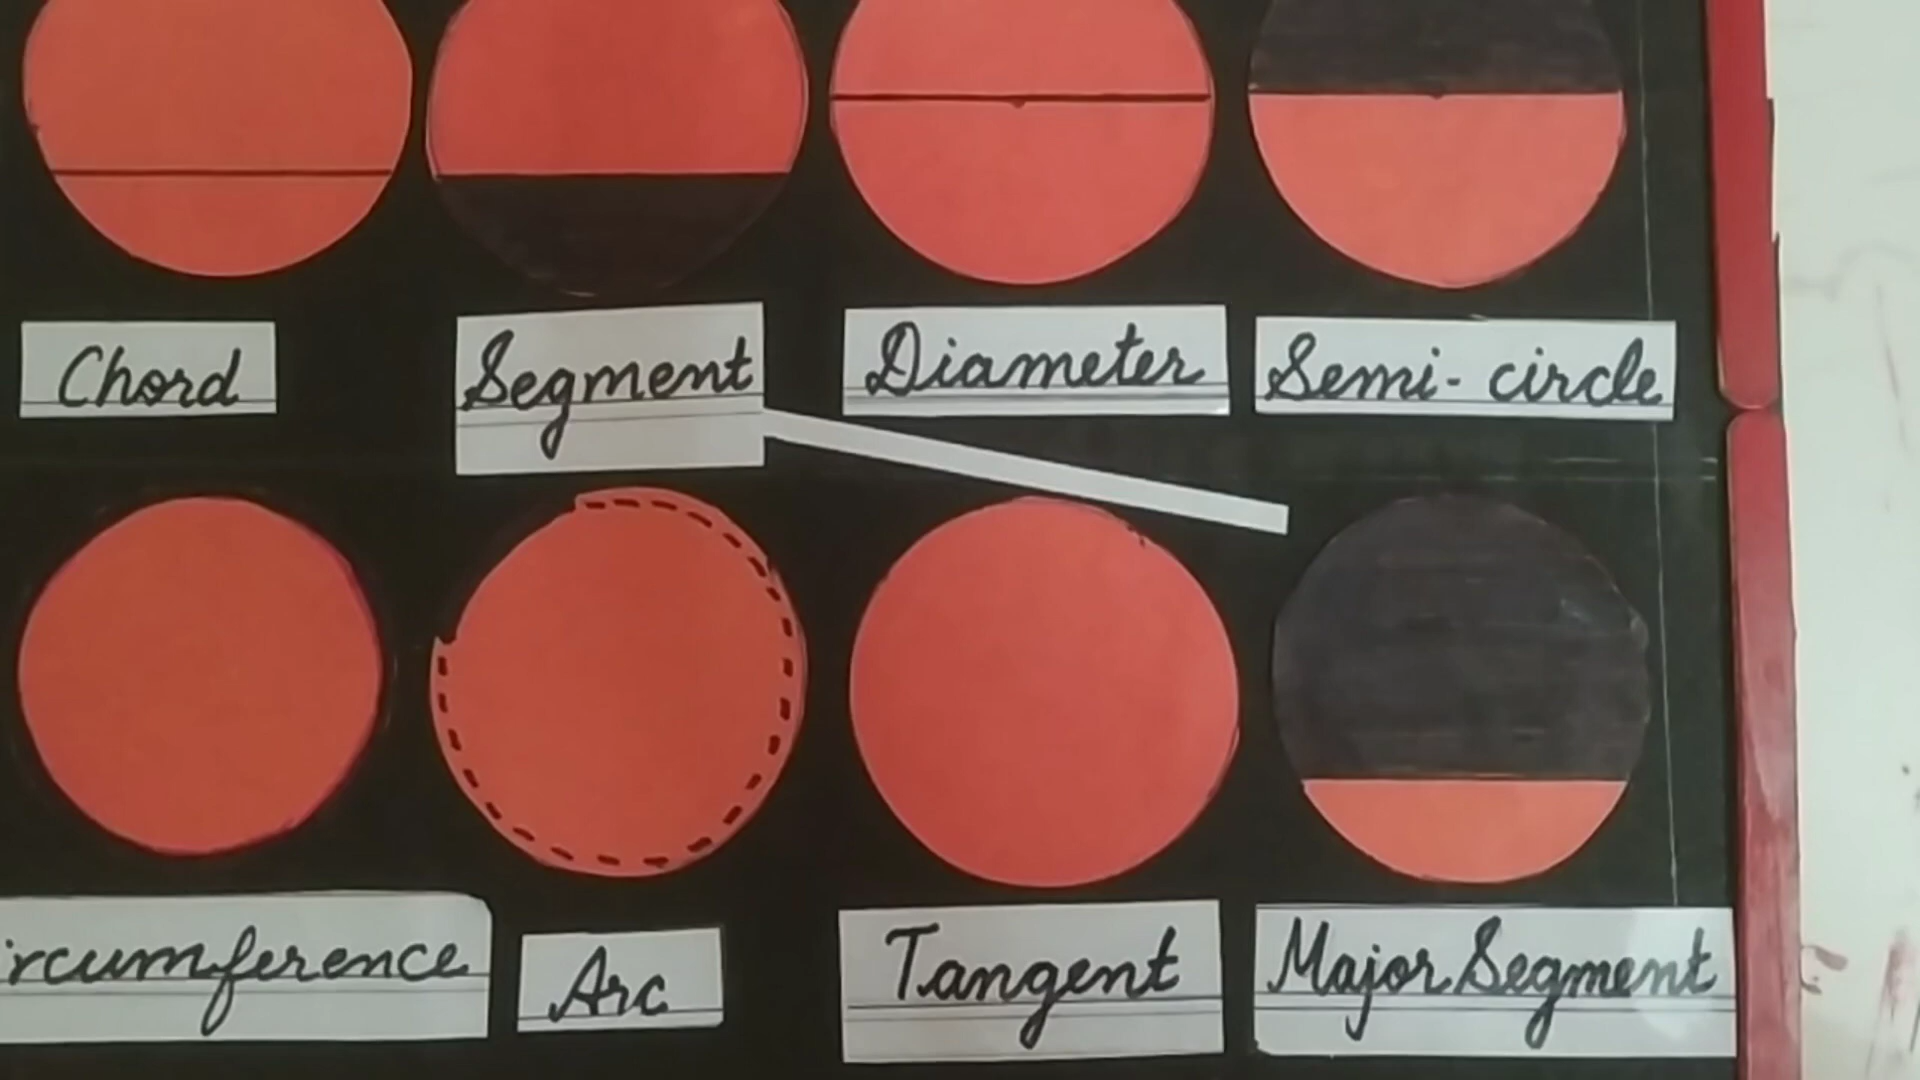 Chord
Segment
Diameter
Semi-circle
ircumference
Arc
Tangent
Major Segment